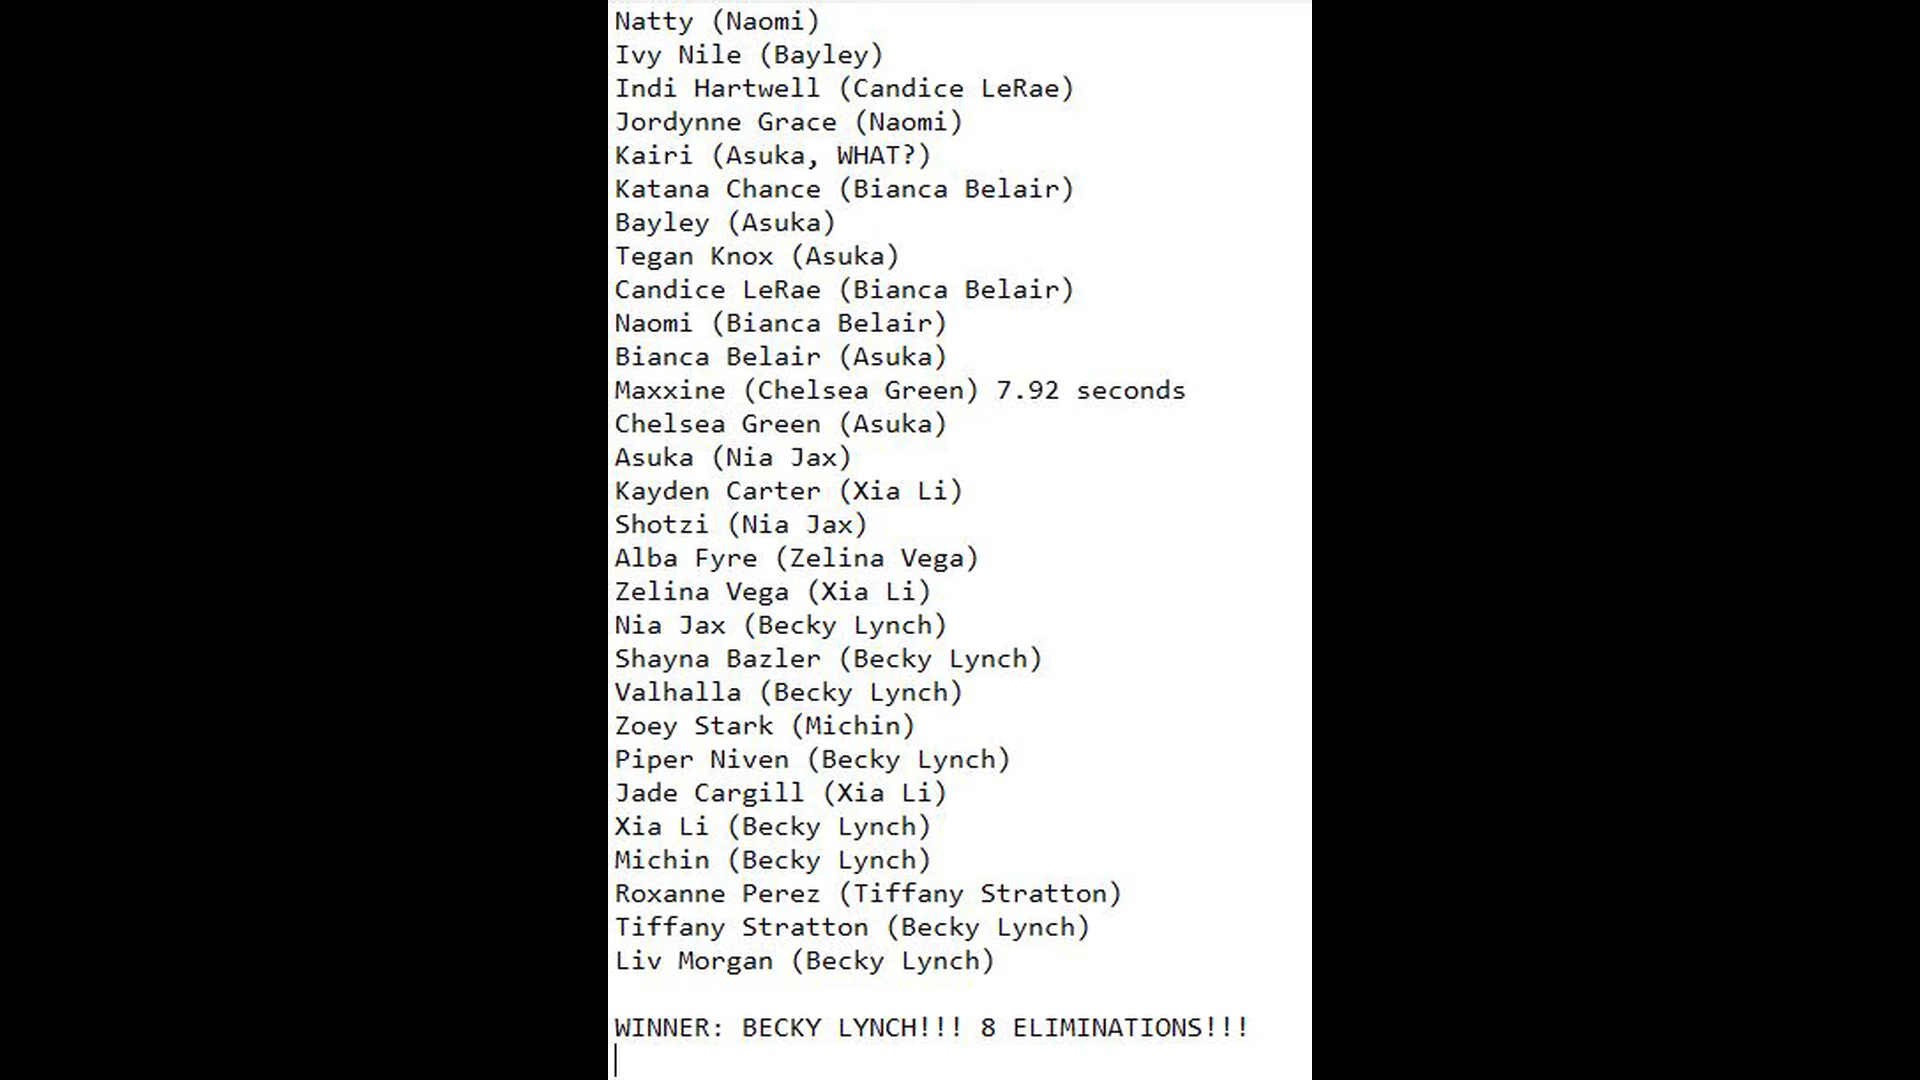 Natty (Naomi)
Ivy Nile (Bayley)
Indi Hartwell (Candice LeRae)
Jordynne Grace (Naomi)
Kairi (Asuka, WHAT?)
Katana Chance (Bianca Belair)
Bayley (Asuka)
Tegan Knox (Asuka)
Candice LeRae (Bianca Belair)
Naomi (Bianca Belair)
Bianca Belair (Asuka)
Maxxine (Chelsea Green) 7.92 seconds
Chelsea Green (Asuka)
Asuka (Nia Jax)
Kayden Carter (Xia Li)
Shotzi (Nia Jax)
Alba Fyre (Zelina Vega)
Zelina Vega (Xia Li)
Nia Jax (Becky Lynch)
Shayna Bazler (Becky Lynch)
Valhalla (Becky Lynch)
Zoey Stark (Michin)
Piper Niven (Becky Lynch)
Jade Cargill (Xia Li)
Xia Li (Becky Lynch)
Michin (Becky Lynch)
Roxanne Perez (Tiffany Stratton)
Tiffany Stratton (Becky Lynch)
Liv Morgan (Becky Lynch)
WINNER: BECKY LYNCH!!! 8 ELIMINATIONS!!!